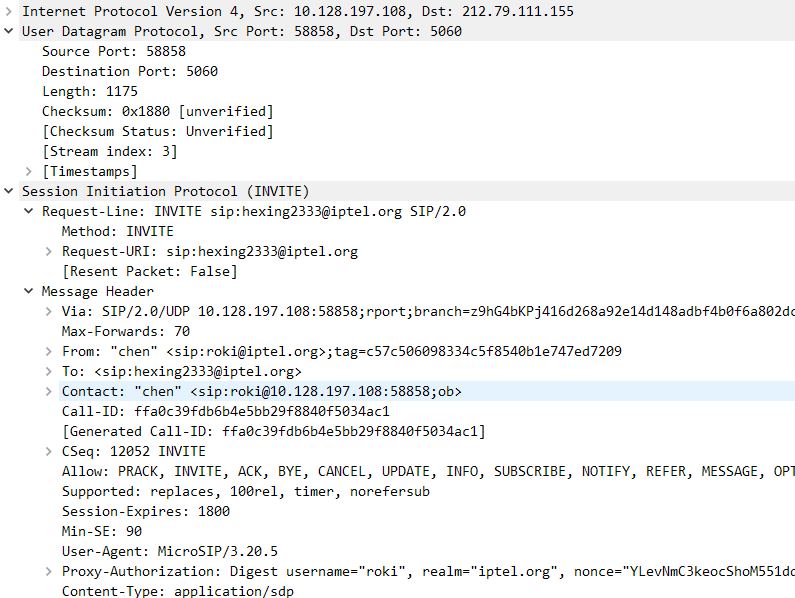 Internet Protocol Version 4, Src: 10.128.197.108, Dst: 212.79.111.155
User Datagram Protocol, Src Port: 58858, Dst Port: 5060
Source Port: 58858
Destination Port: 5060
Length: 1175
Checksum: 0x1880 [unverified]
[Checksum Status: Unverified]
[Stream index: 3]
[Timestamps]
Session Initiation Protocol (INVITE)
Request-Line: INVITE sip:hexing2333@iptel.org SIP/2.0
Method: INVITE
Request-URI: sip:hexing2333@iptel.org
[Resent Packet: False]
Message Header
Via: SIP/2.0/UDP 10.128.197.108:58858;rport;branch=z9hG4bKPj416d268a92e14d148adbf4b0f6a802dc
Max-Forwards: 70
From: "chen" <sip:roki@iptel.org>;tag=c57c506098334c5f8540b1e747ed7209
To: <sip:hexing2333@iptel.org>
Contact: "chen" <sip:roki@10.128.197.108:58858;ob>
Call-ID: ffa0c39fdb6b4e5bb29f8840f5034ac1
[Generated Call-ID: ffa0c39fdb6b4e5bb29f8840f5034ac1]
CSeq: 12052 INVITE
Allow: PRACK, INVITE, ACK, BYE, CANCEL, UPDATE, INFO, SUBSCRIBE, NOTIFY, REFER, MESSAGE, OPT
Supported: replaces, 100rel, timer, norefersub
Session-Expires: 1800
Min-SE: 90
User-Agent: MicroSIP/3.20.5
Proxy-Authorization: Digest username="roki", realm="iptel.org", nonce="YLevNmC3keocShoM551dc
Content-Type: application/sdp